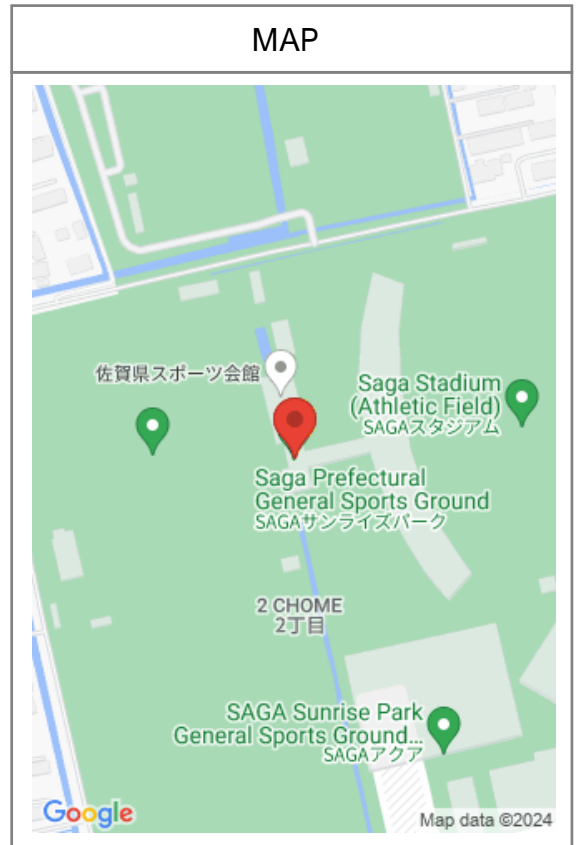 MAP
佐賀県スポーツ会館
Saga Stadium
(Athletic Field)
SAGAスタジアム
Saga Prefectural
General Sports Ground
SAGAサンライズパーク
2 CHOME
2丁目
SAGA Sunrise Park
General Sports Ground...
SAGAアクア
Google
Map data ©2024